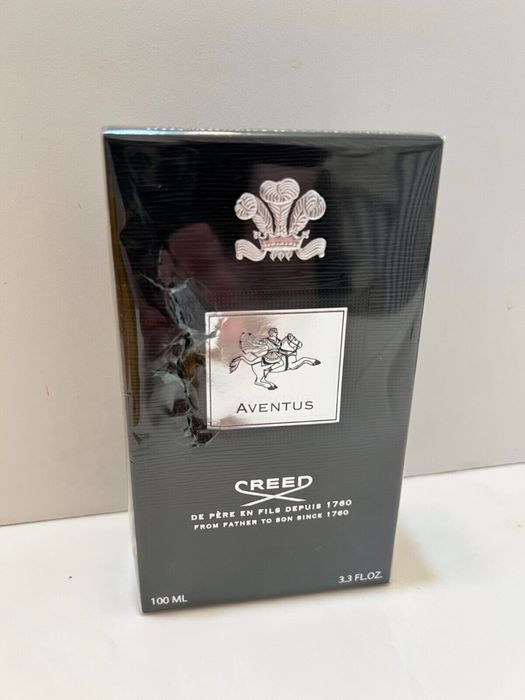 AVENTUS
CREED
DE PÈRE EN FILS DEPUIS 1760
FROM FATHER TO SON SINCE 1760
100 ML
3.3 FL.OZ.